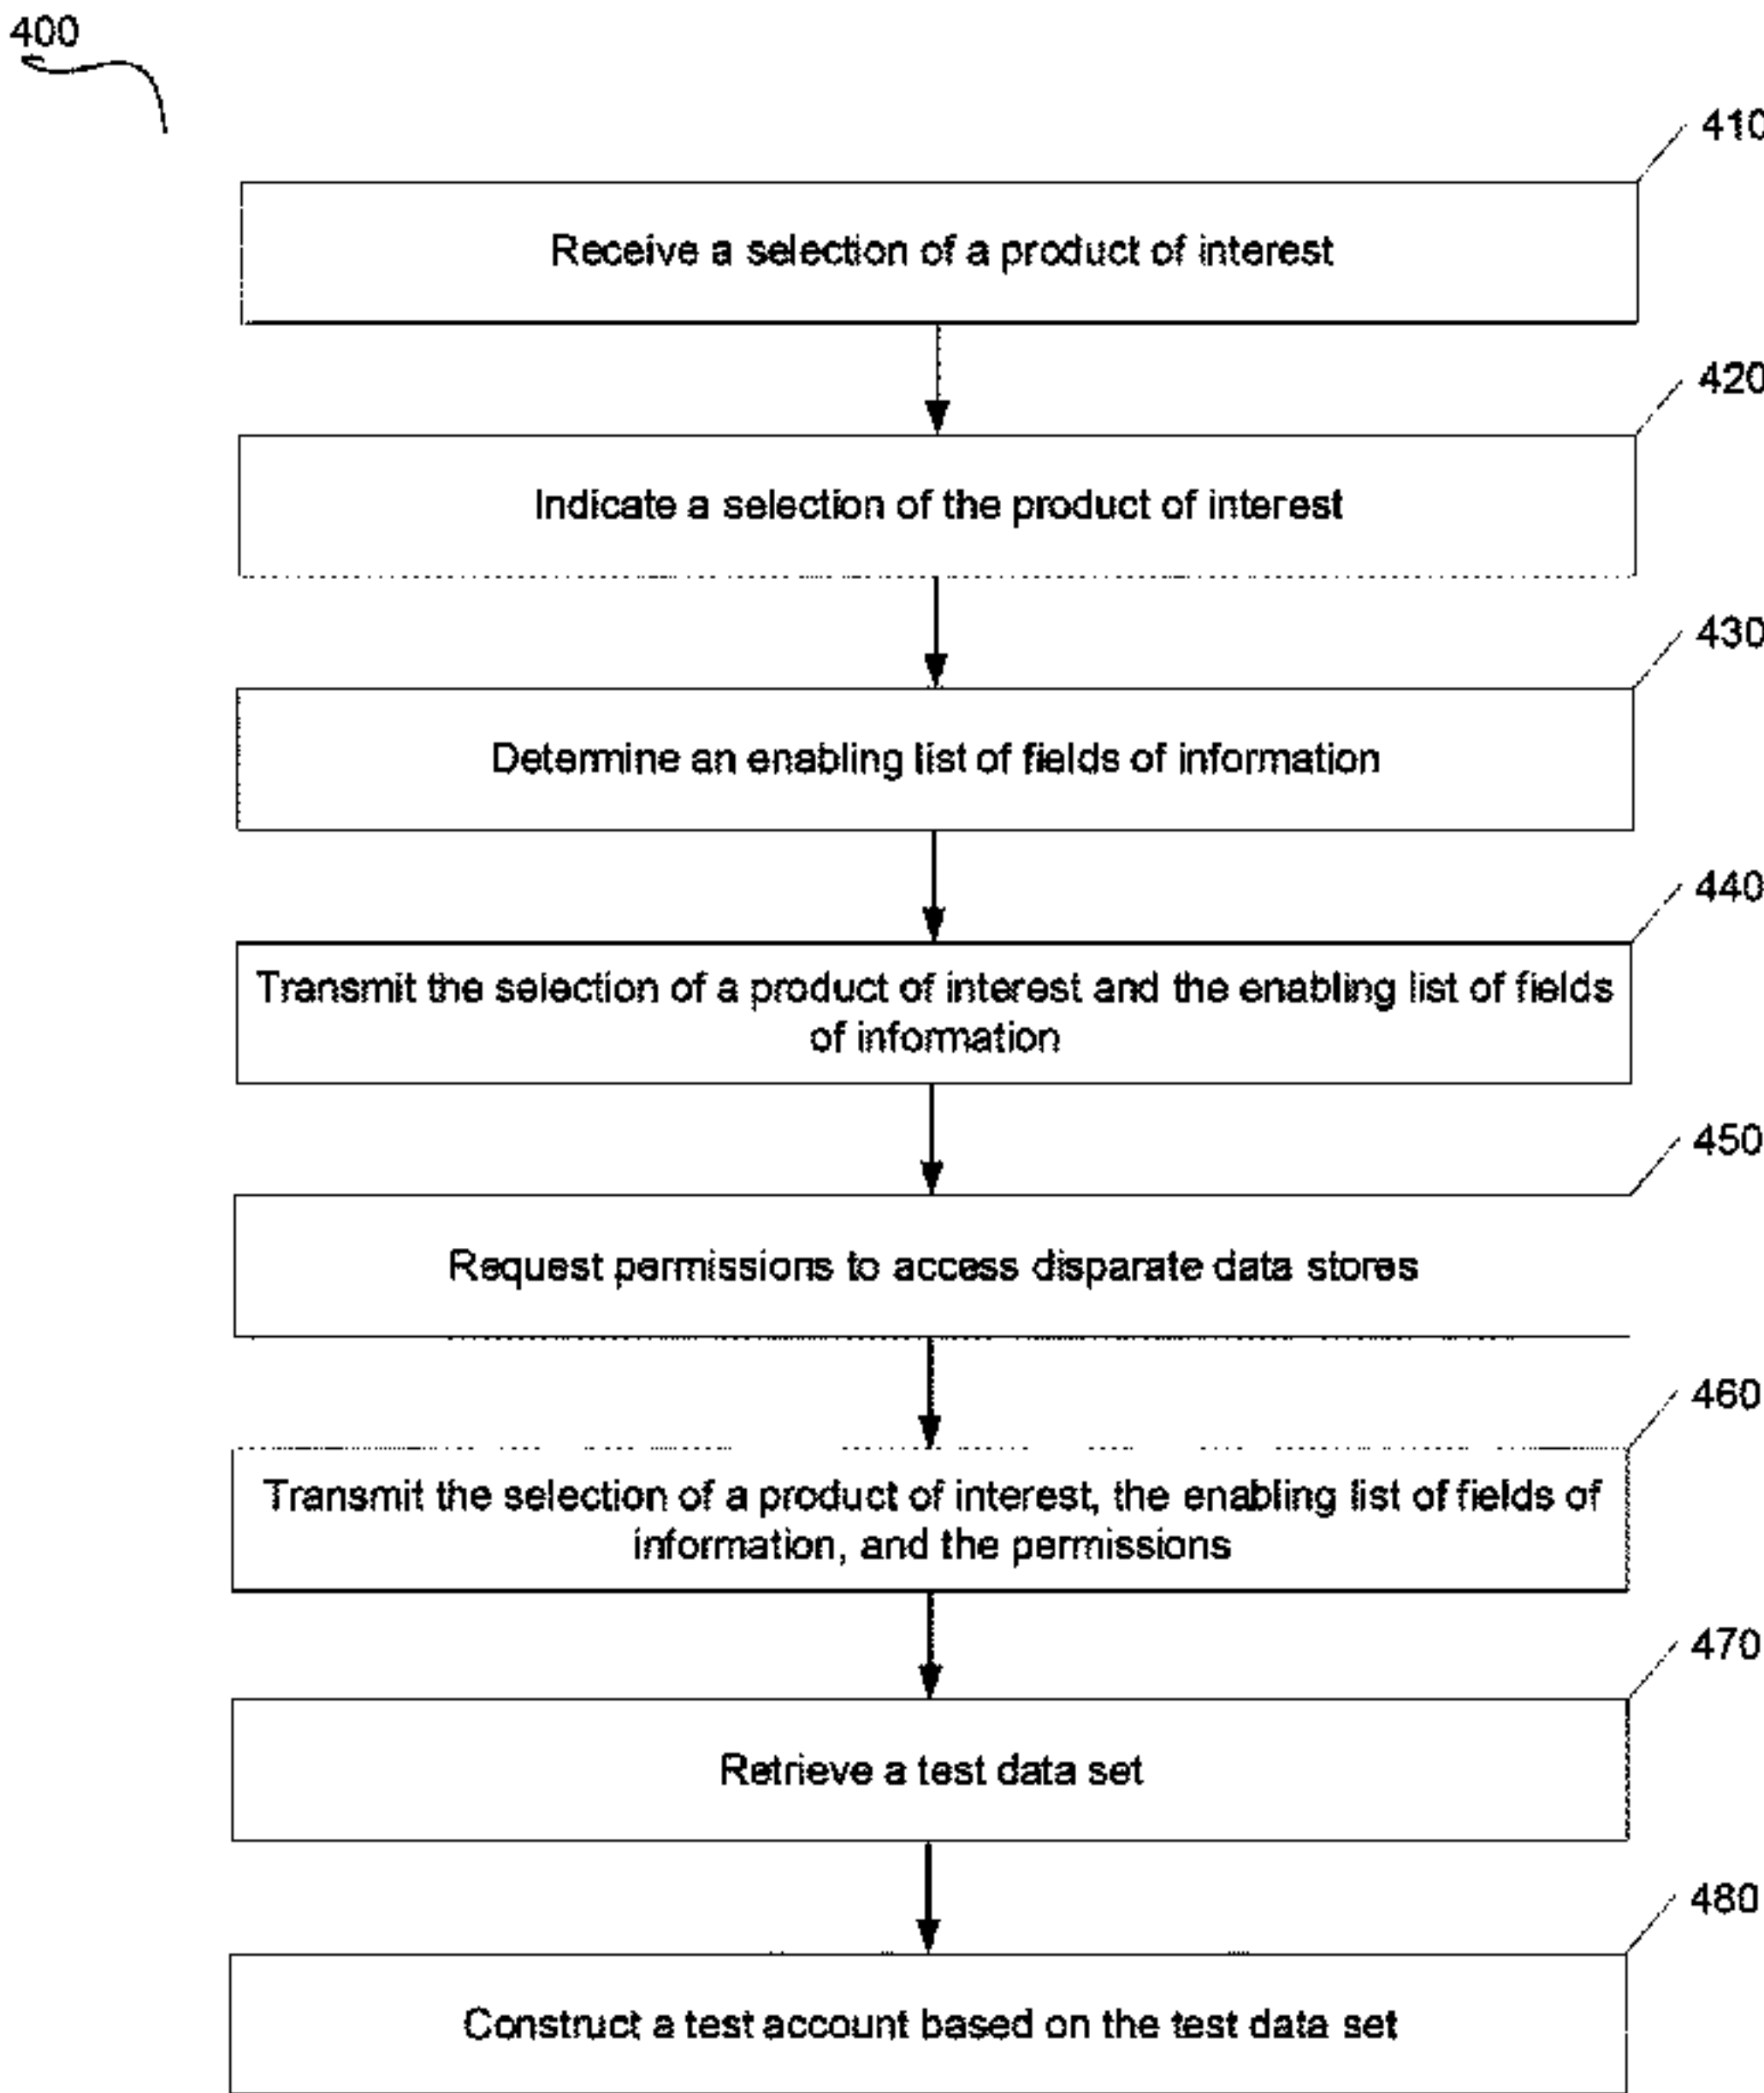 400
410
Receive a selection of a product of interest
420
Indicate a selection of the product of interest
430
Determine an enabling list of fields of information
440
Transmit the selection of a product of interest and the enabling list of fields
of information
450
Request permissions to access disparate data stores
460
Transmit the selection of a product of interest, the enabling list of fields of
information, and the permissions
470
Retrieve a test data set
480
Construct a test account based on the test data set